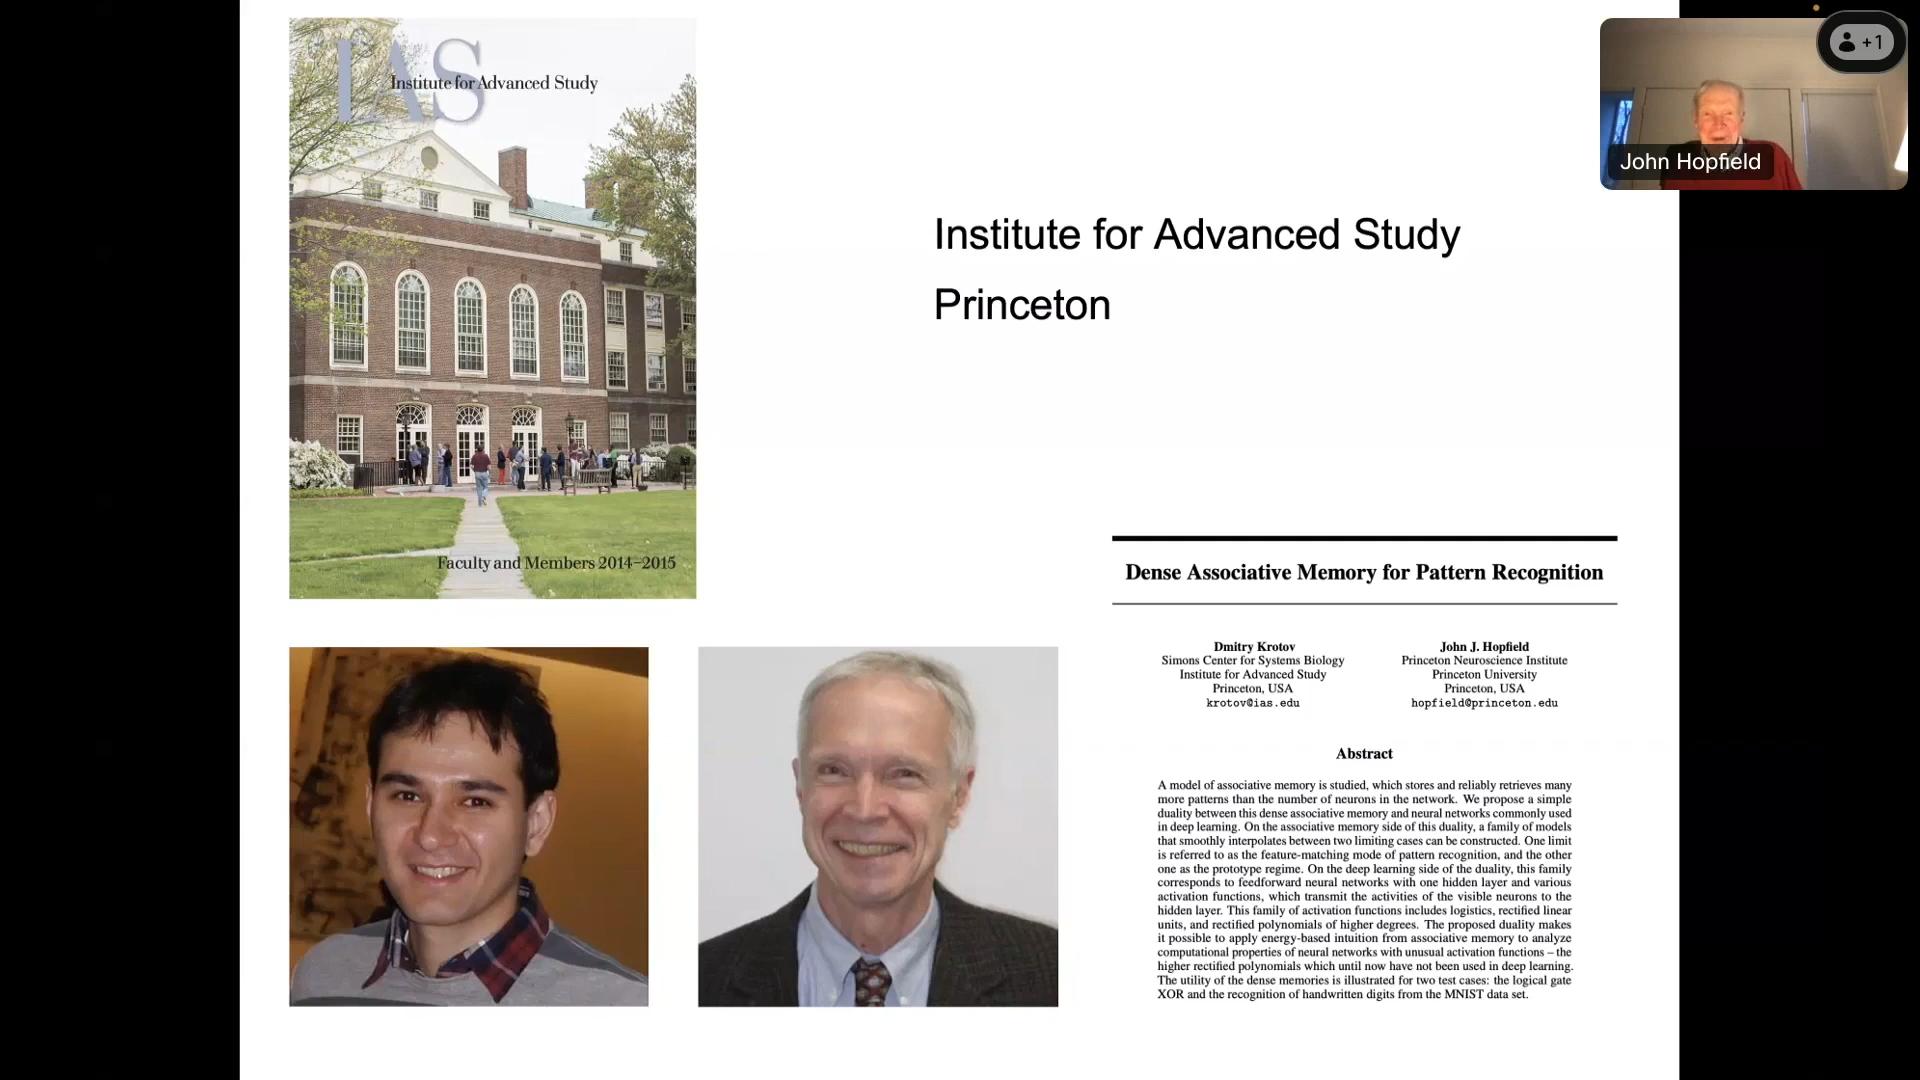 IAS
Institute for Advanced Study
Faculty and Members 2014–2015
Institute for Advanced Study
Princeton
+1
John Hopfield
Dense Associative Memory for Pattern Recognition
Dmitry Krotov
Simons Center for Systems Biology
Institute for Advanced Study
Princeton, USA
krotov@ias.edu
John J. Hopfield
Princeton Neuroscience Institute
Princeton University
Princeton, USA
hopfield@princeton.edu
Abstract
A model of associative memory is studied, which stores and reliably retrieves many
more patterns than the number of neurons in the network. We propose a simple
duality between this dense associative memory and neural networks commonly used
in deep learning. On the associative memory side of this duality, a family of models
that smoothly interpolates between two limiting cases can be constructed. One limit
is referred to as the feature-matching mode of pattern recognition, and the other
one as the prototype regime. On the deep learning side of the duality, this family
corresponds to feedforward neural networks with one hidden layer and various
activation functions, which transmit the activities of the visible neurons to the
hidden layer. This family of activation functions includes logistics, rectified linear
units, and rectified polynomials of higher degrees. The proposed duality makes
it possible to apply energy-based intuition from associative memory to analyze
computational properties of neural networks with unusual activation functions – the
higher rectified polynomials which until now have not been used in deep learning.
The utility of the dense memories is illustrated for two test cases: the logical gate
XOR and the recognition of handwritten digits from the MNIST data set.